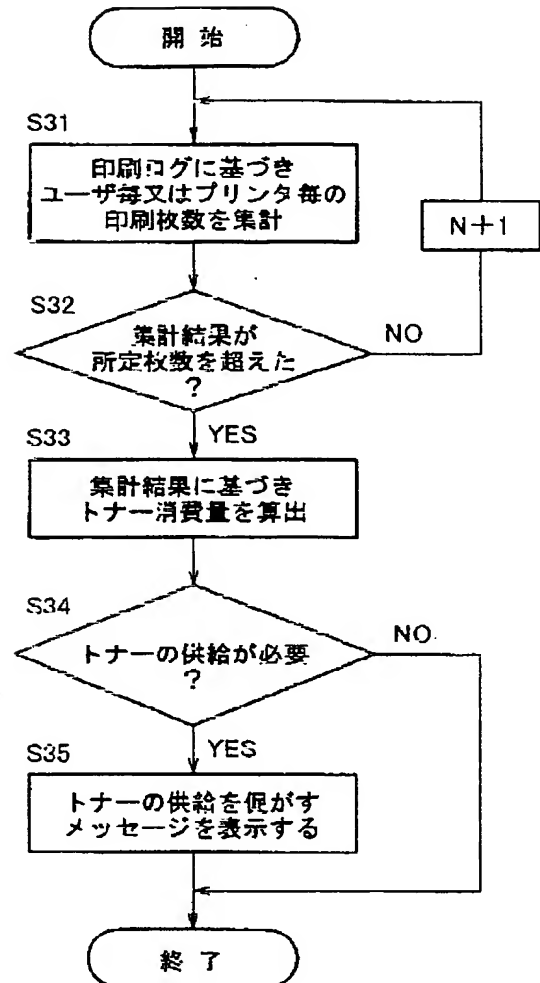 開 始
S31
印刷ログに基づき
ユーザ毎又はプリンタ毎の
印刷枚数を集計
N+1
S32
集計結果が
所定枚数を超えた
?
NO
YES
S33
集計結果に基づき
トナー消費量を算出
S34
トナーの供給が必要
?
NO
YES
S35
トナーの供給を促がす
メッセージを表示する
終 了